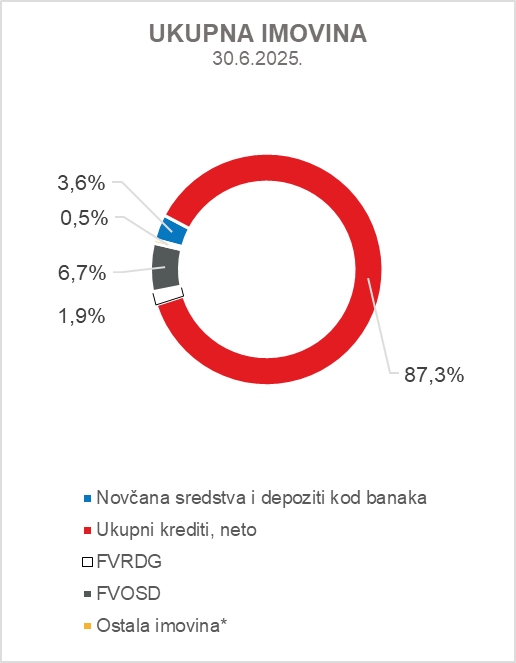 UKUPNA IMOVINA
30.6.2025.
3,6%
0,5%
6,7%
1,9%
87,3%
Novčana sredstva i depoziti kod banaka
Ukupni krediti, neto
FVRDG
FVOSD
Ostala imovina*